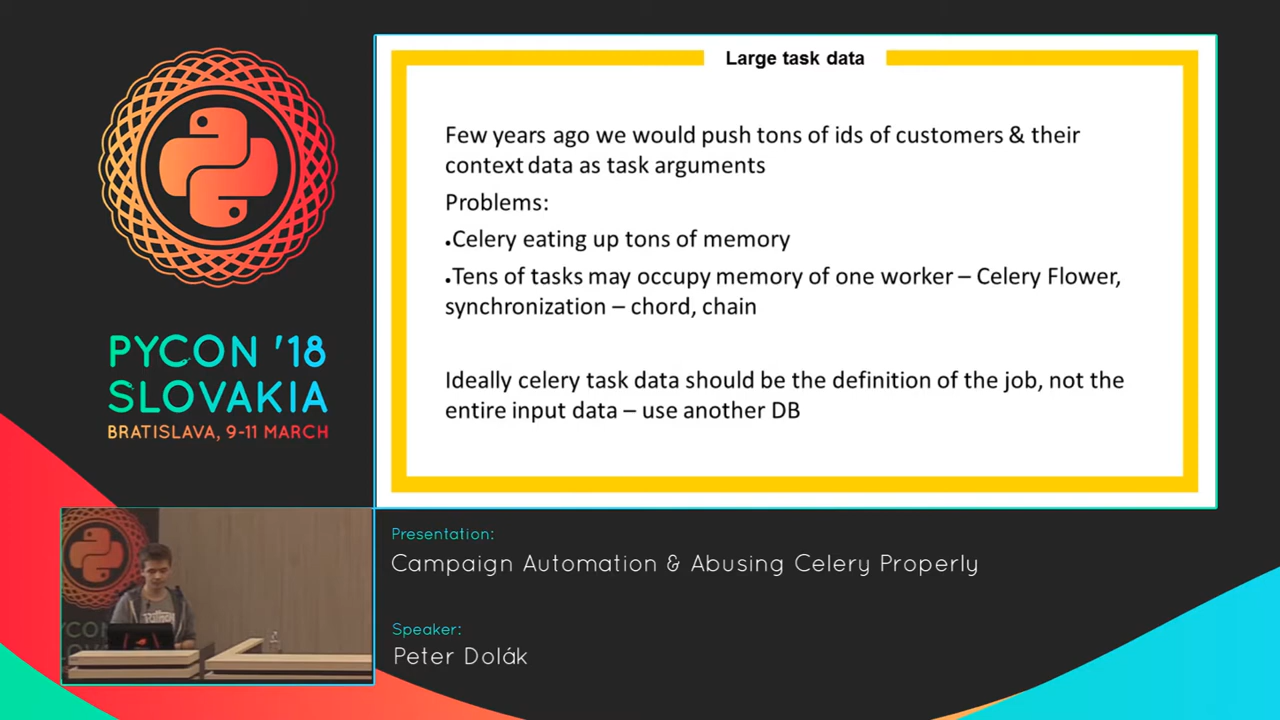 Large task data
Few years ago we would push tons of ids of customers & their
context data as task arguments
Problems:
•Celery eating up tons of memory
•Tens of tasks may occupy memory of one worker – Celery Flower,
synchronization – chord, chain
Ideally celery task data should be the definition of the job, not the
entire input data – use another DB
PYCON '18
SLOVAKIA
BRATISLAVA, 9-11 MARCH
Presentation:
Campaign Automation & Abusing Celery Properly
Speaker:
Peter Dolák